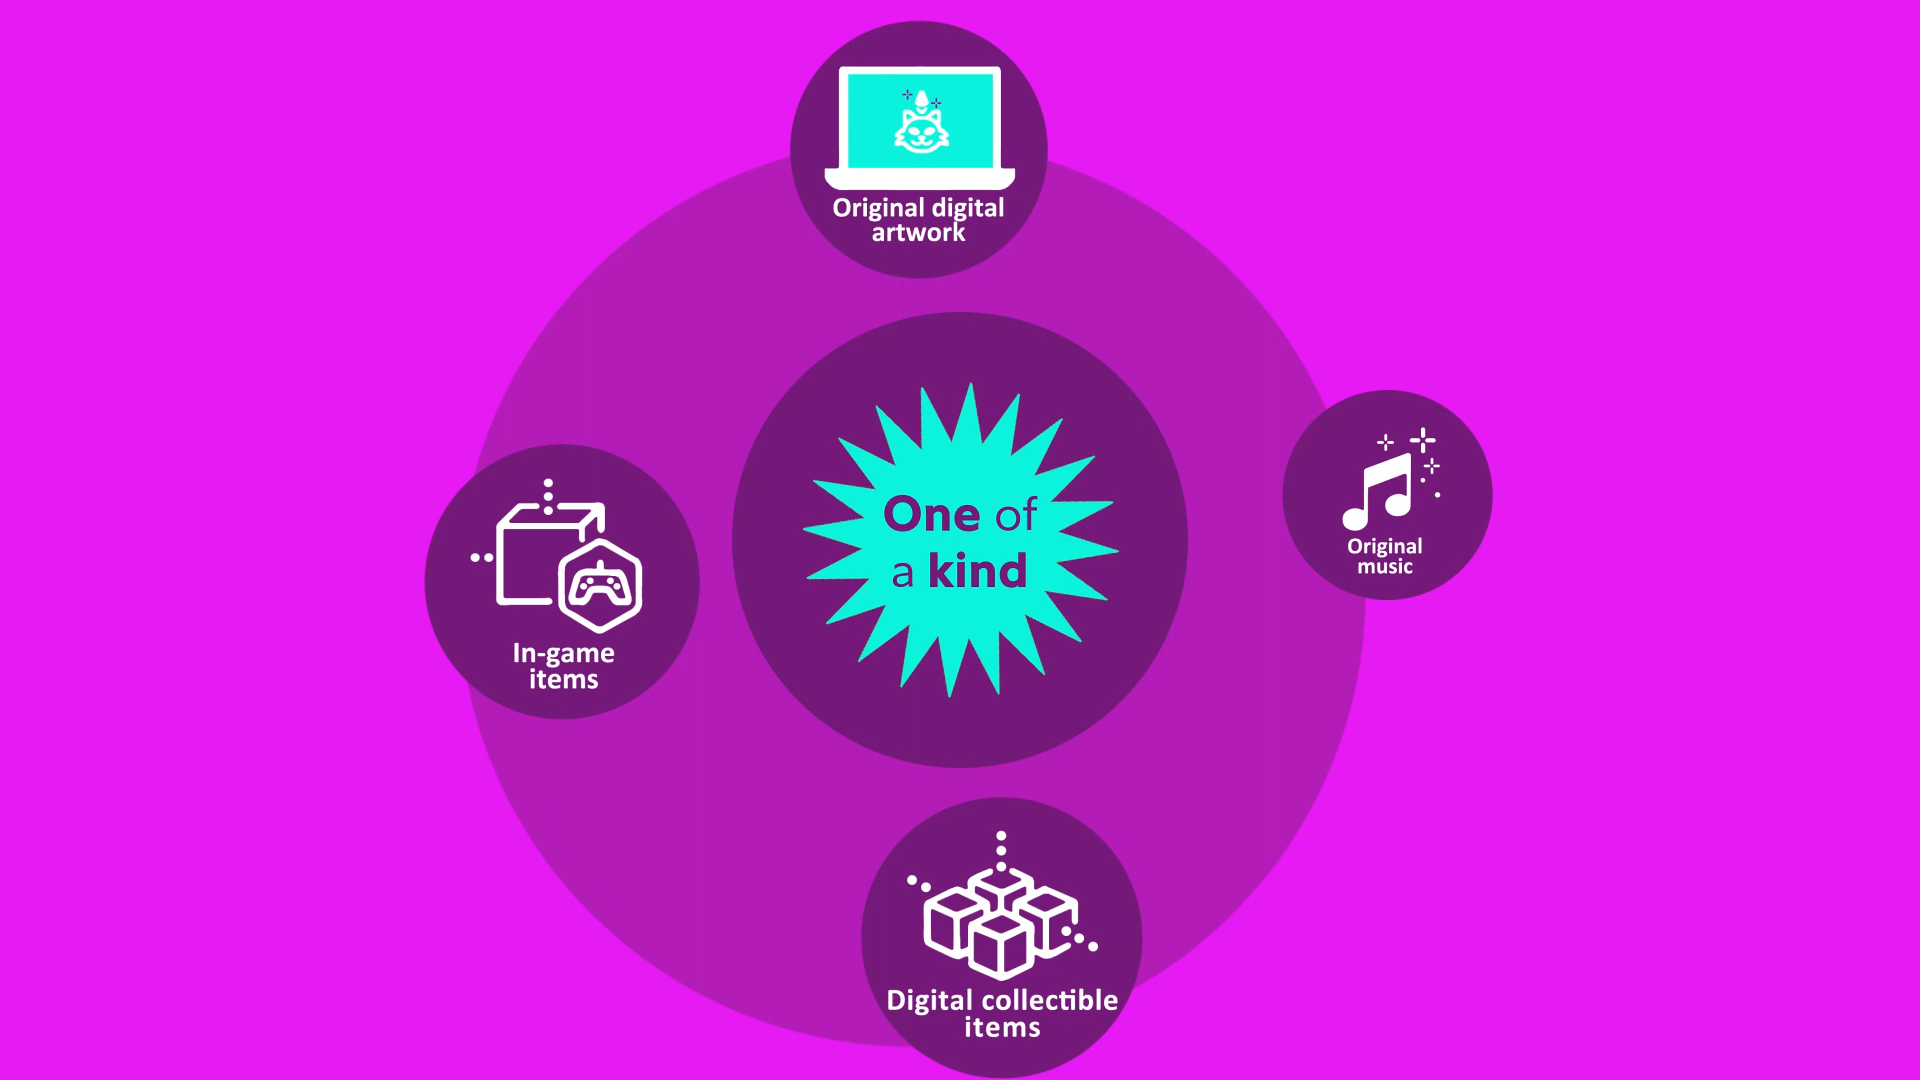 Original digital
artwork
One of
a kind
Original
music
In-game
items
Digital collectible
items